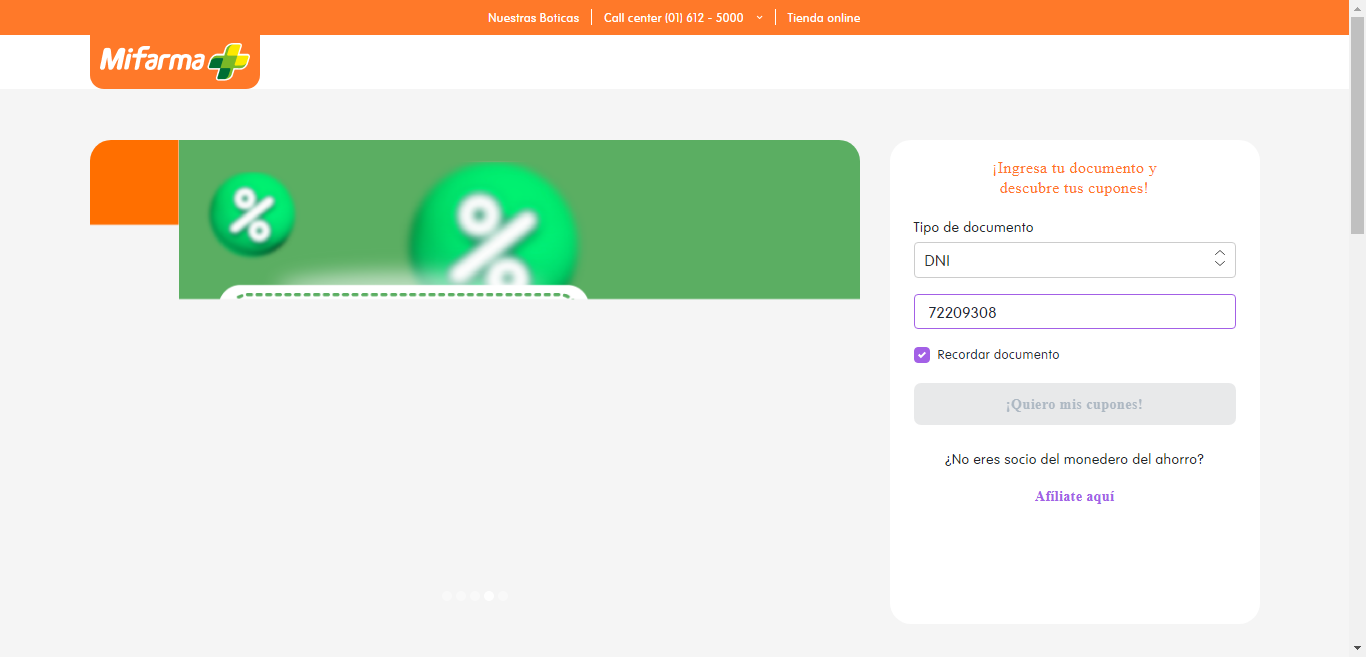 Nuestras Boticas
Call center (01) 612 - 5000
Tienda online
Mifarma
¡Ingresa tu documento y
descubre tus cupones!
Tipo de documento
DNI
72209308
Recordar documento
¡Quiero mis cupones!
¿No eres socio del monedero del ahorro?
Afíliate aquí